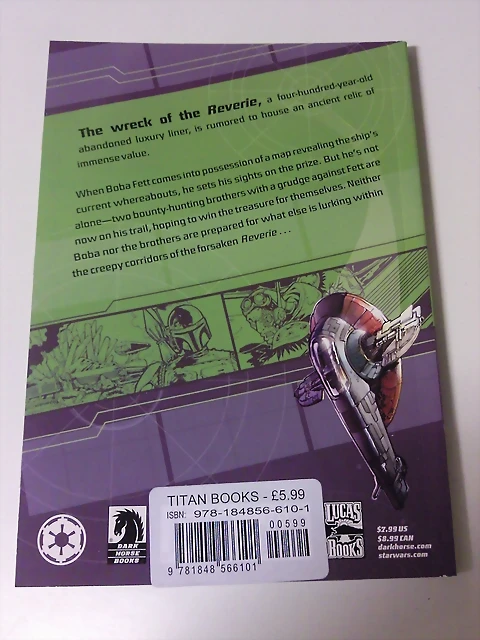 The wreck of the Reverie, a four-hundred-year-old
abandoned luxury liner, is rumored to house an ancient relic of
immense value.
When Boba Fett comes into possession of a map revealing the ship's
current whereabouts, he sets his sights on the prize. But he's not
alone—two bounty-hunting brothers with a grudge against Fett are
now on his trail, hoping to win the treasure for themselves. Neither
Boba nor the brothers are prepared for what else is lurking within
the creepy corridors of the forsaken Reverie . . .
TITAN BOOKS - £5.99
ISBN: 978-184856-610-1
00599
9 781848 566101
DARK
HORSE
BOOKS
LUCAS
BOOKS
$7.99 US
$8.99 CAN
darkhorse.com
starwars.com